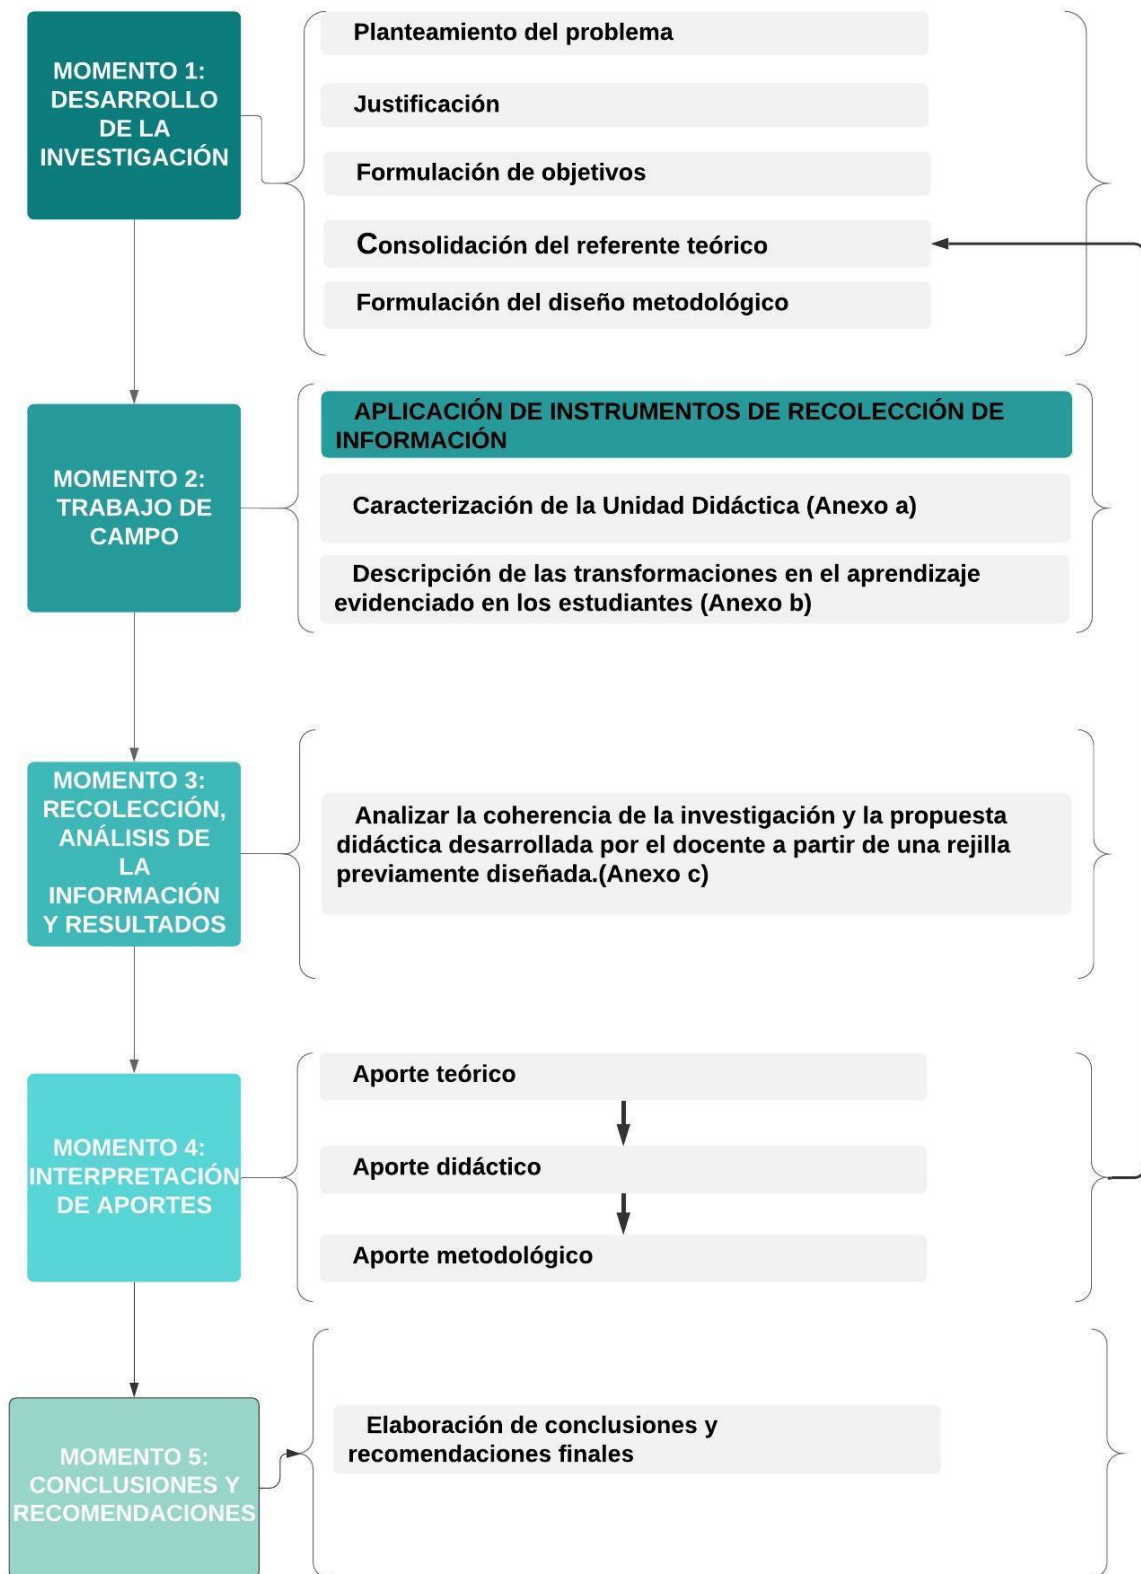 MOMENTO 1:
DESARROLLO
DE LA
INVESTIGACIÓN
Planteamiento del problema
Justificación
Formulación de objetivos
Consolidación del referente teórico
Formulación del diseño metodológico
MOMENTO 2:
TRABAJO DE
CAMPO
APLICACIÓN DE INSTRUMENTOS DE RECOLECCIÓN DE
INFORMACIÓN
Caracterización de la Unidad Didáctica (Anexo a)
Descripción de las transformaciones en el aprendizaje
evidenciado en los estudiantes (Anexo b)
MOMENTO 3:
RECOLECCIÓN,
ANÁLISIS DE
LA
INFORMACIÓN
Y RESULTADOS
Analizar la coherencia de la investigación y la propuesta
didáctica desarrollada por el docente a partir de una rejilla
previamente diseñada.(Anexo c)
MOMENTO 4:
INTERPRETACIÓN
DE APORTES
Aporte teórico
Aporte didáctico
Aporte metodológico
MOMENTO 5:
CONCLUSIONES Y
RECOMENDACIONES
Elaboración de conclusiones y
recomendaciones finales